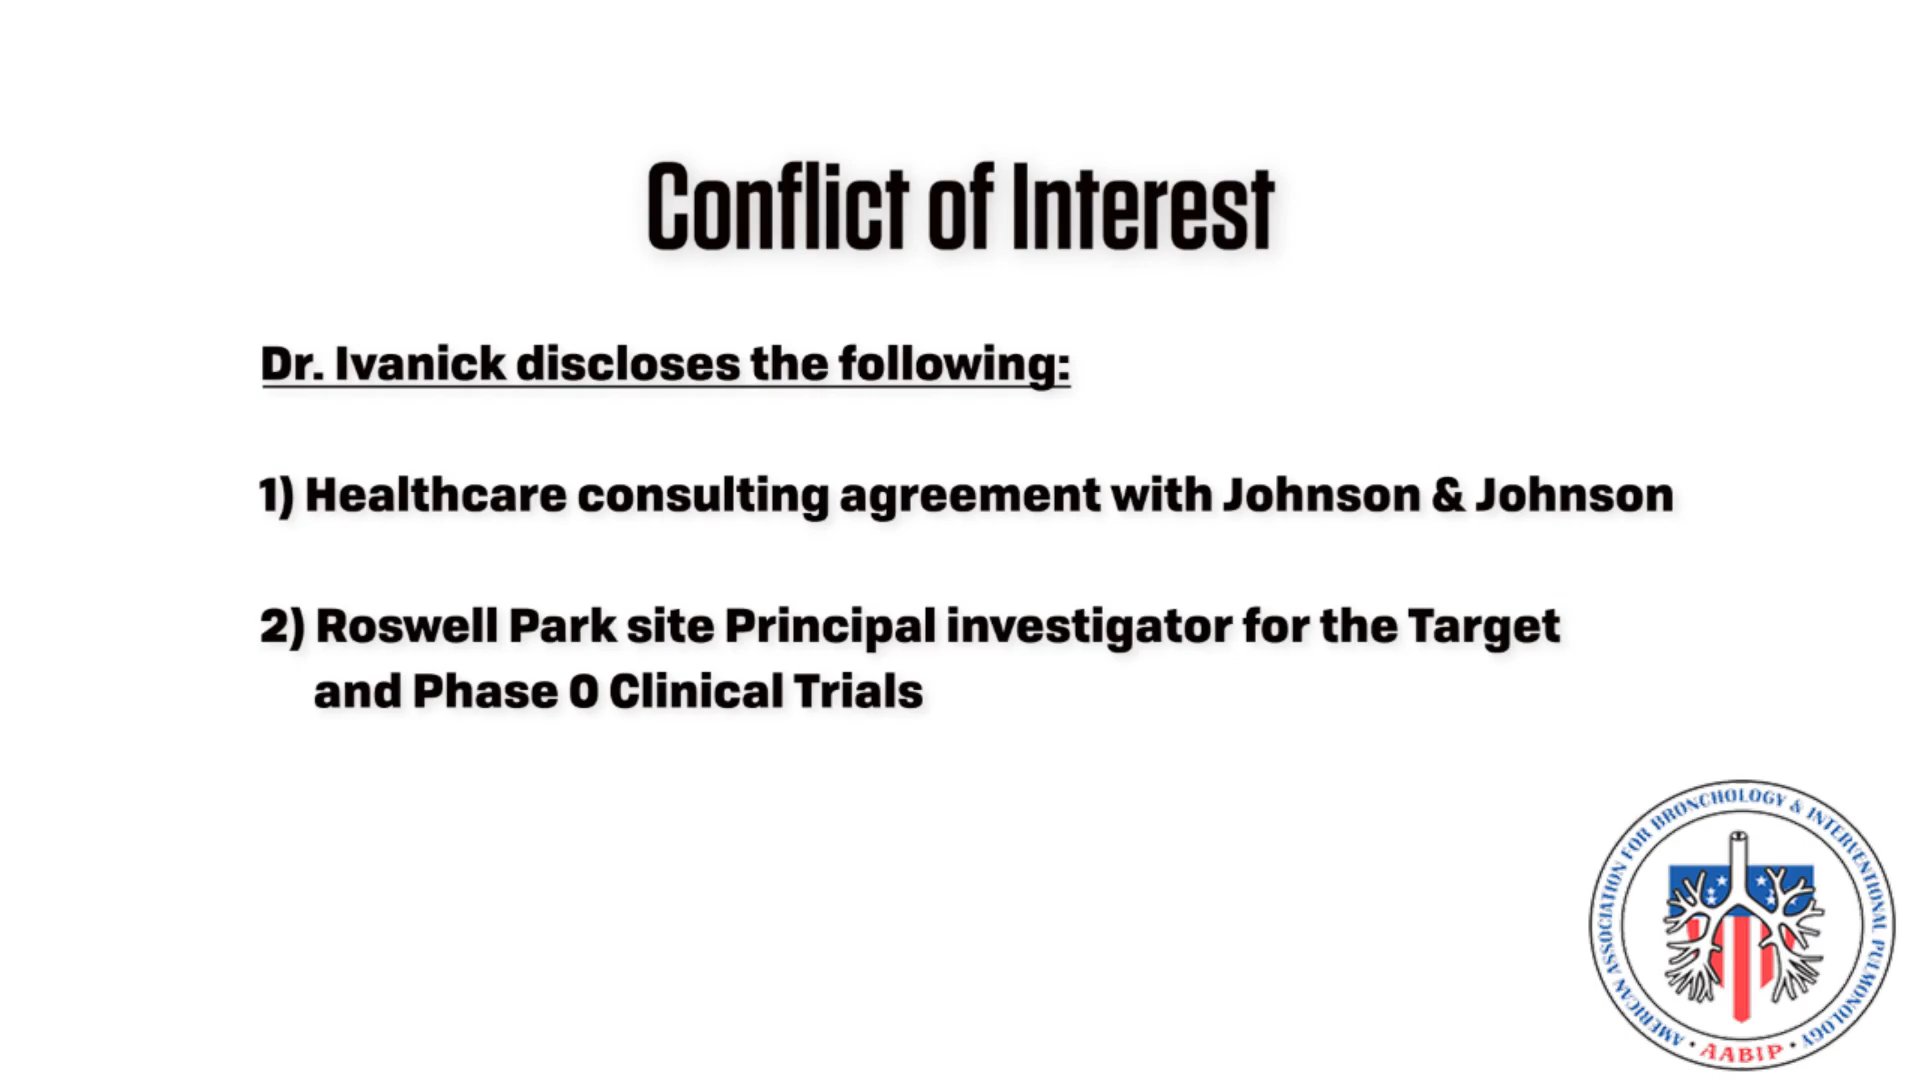 Conflict of Interest
Dr. Ivanick discloses the following:
1) Healthcare consulting agreement with Johnson & Johnson
2) Roswell Park site Principal investigator for the Target
and Phase 0 Clinical Trials
AMERICAN ASSOCIATION FOR BRONCHOLOGY & INTERVENTIONAL PULMONOLOGY
• AABIP •